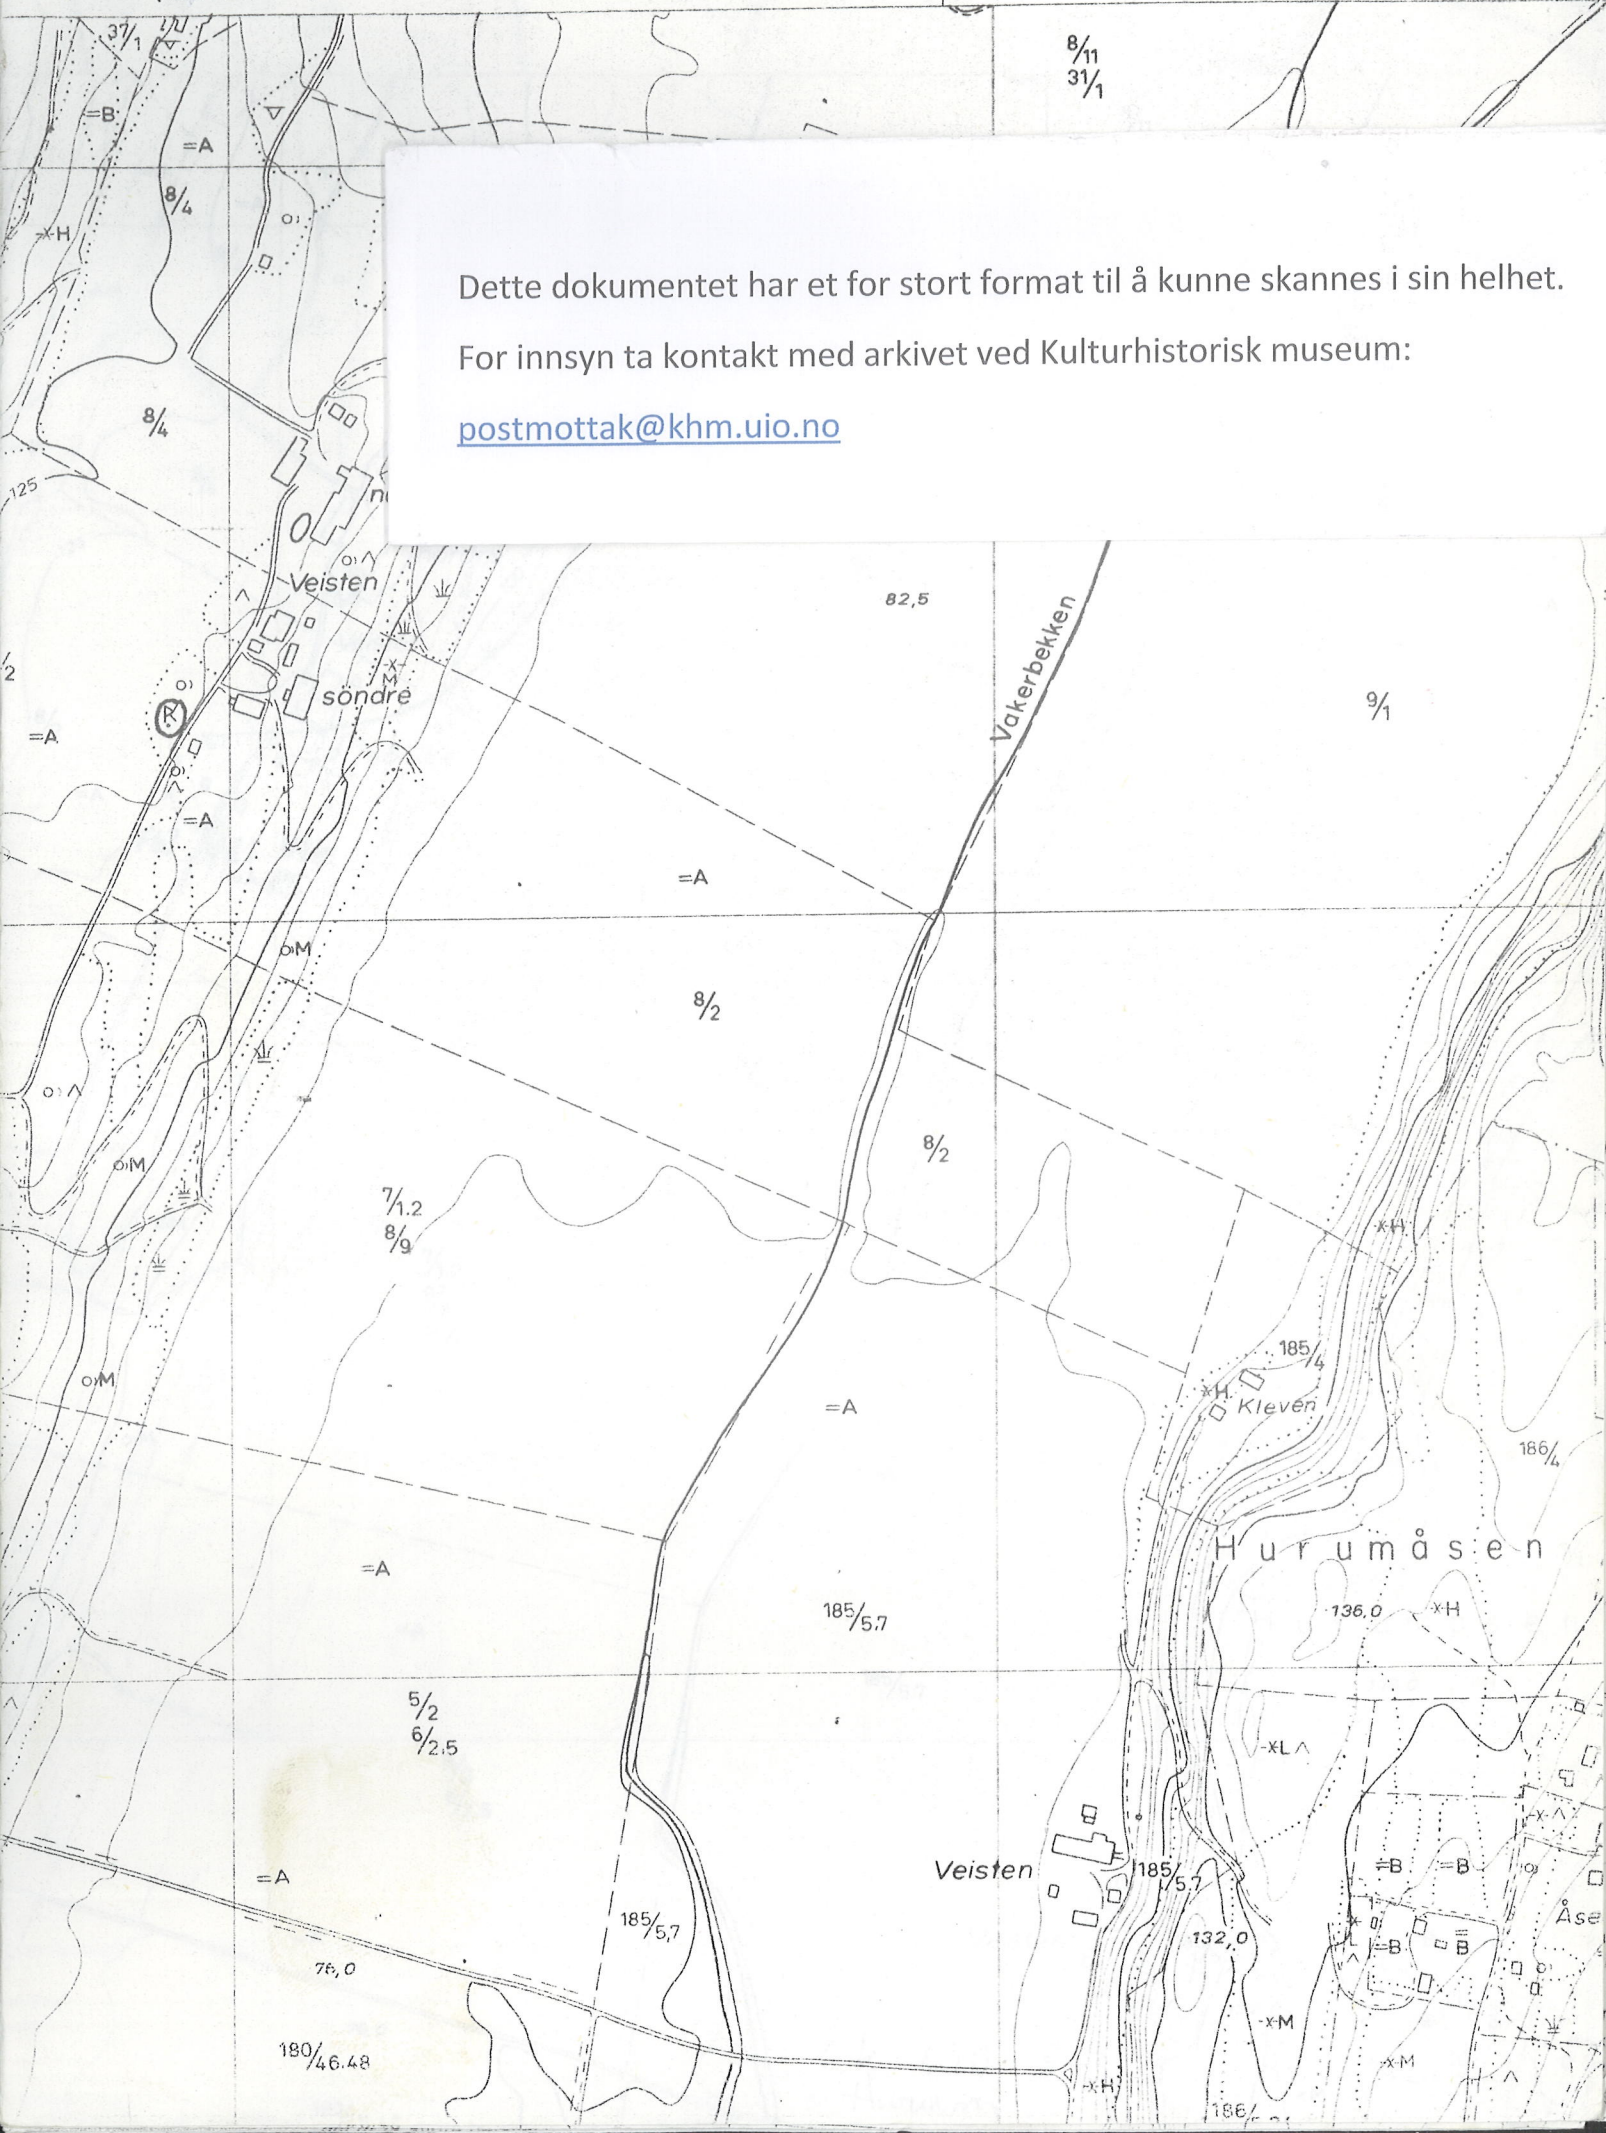 37/1
8/11
31/1
=B
=A
8/4
-x-H
Dette dokumentet har et for stort format til å kunne skannes i sin helhet.
For innsyn ta kontakt med arkivet ved Kulturhistorisk museum:
postmottak@khm.uio.no
8/4
125
Veisten
82,5
Vakerbekken
söndre
9/1
R
=A
=A
=A
M
8/2
8/2
M
7/1.2
8/9
-x-H
185/4
-x-H
Kleven
M
=A
186/4
Hurumåsen
=A
136,0
-x-H
185/5,7
5/2
6/2.5
-x-L
Veisten
185/5,7
=B
=B
=A
185/5,7
132,0
=B
B
Åse
76,0
180/46.48
-x-M
-x-M
-x-H
186/